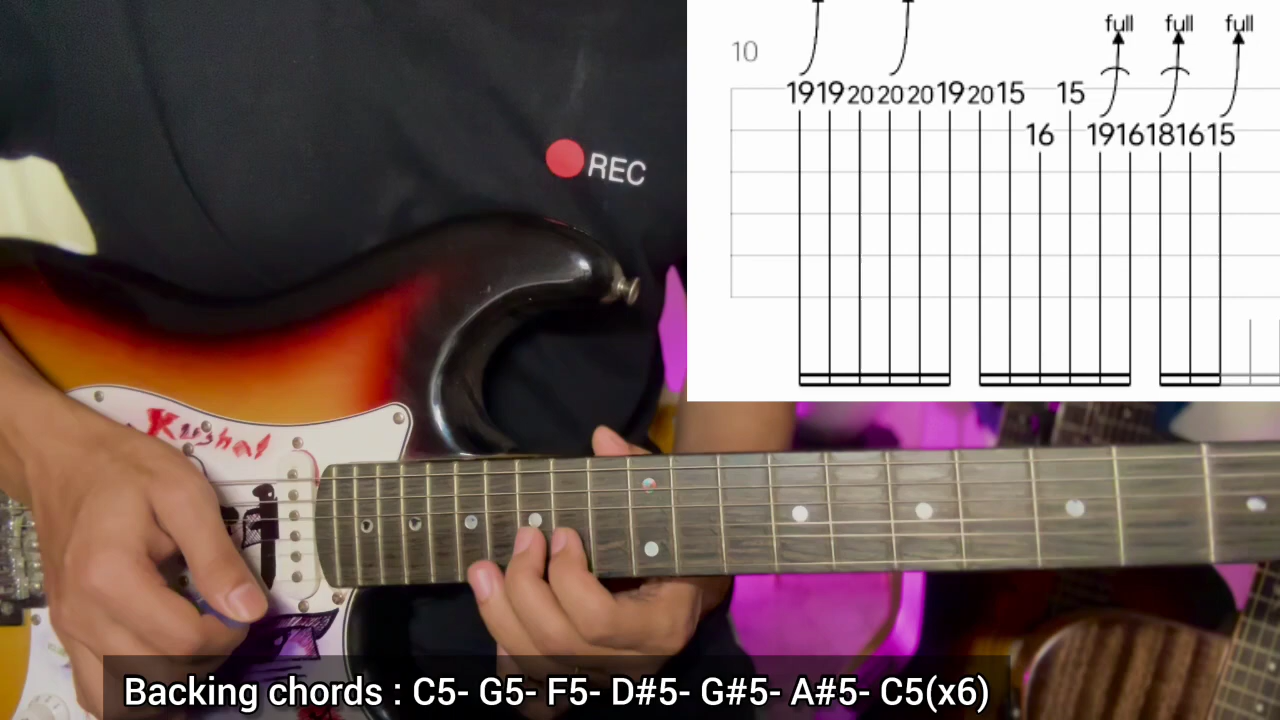 full full full
10
19 19 20 20 20 19 20 15 15
16 19 16 18 16 15
REC
Kushal
Backing chords : C5- G5- F5- D#5- G#5- A#5- C5(x6)